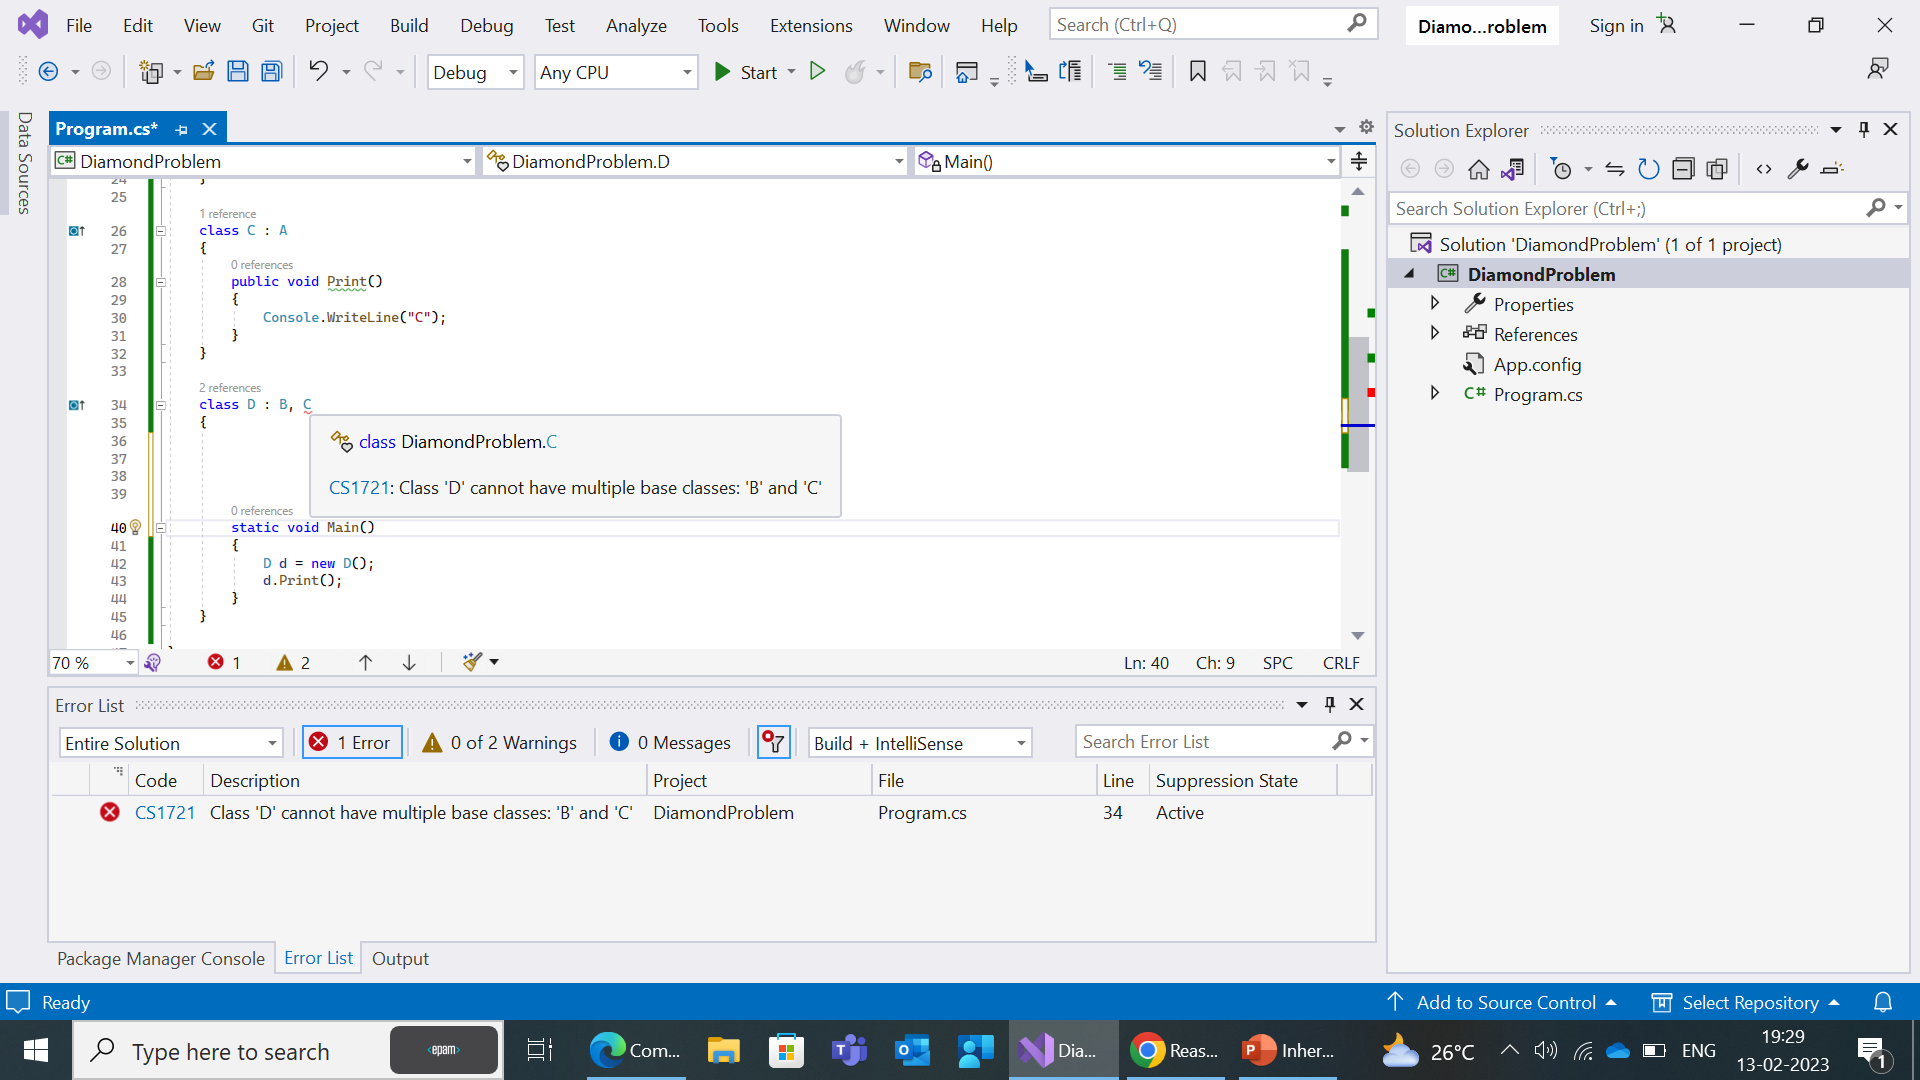 File Edit View Git Project Build Debug Test Analyze Tools Extensions Window Help Search (Ctrl+Q) Diamo...roblem Sign in
Debug Any CPU Start
Data Sources
Program.cs*
DiamondProblem DiamondProblem.D Main()
24 }
25
1 reference
26 class C : A
27 {
0 references
28 public void Print()
29 {
30 Console.WriteLine("C");
31 }
32 }
33
2 references
34 class D : B, C
35 {
36
37
38
39
class DiamondProblem.C
CS1721: Class 'D' cannot have multiple base classes: 'B' and 'C'
0 references
40 static void Main()
41 {
42 D d = new D();
43 d.Print();
44 }
45 }
46
70 % 1 2 Ln: 40 Ch: 9 SPC CRLF
Error List
Entire Solution 1 Error 0 of 2 Warnings 0 Messages Build + IntelliSense Search Error List
Code Description Project File Line Suppression State
CS1721 Class 'D' cannot have multiple base classes: 'B' and 'C' DiamondProblem Program.cs 34 Active
Package Manager Console Error List Output
Solution Explorer
Search Solution Explorer (Ctrl+;)
Solution 'DiamondProblem' (1 of 1 project)
C# DiamondProblem
Properties
References
App.config
C# Program.cs
Ready Add to Source Control Select Repository
Type here to search <epam> Com... Dia... Reas... Inher... 26°C ENG 19:29
13-02-2023 1